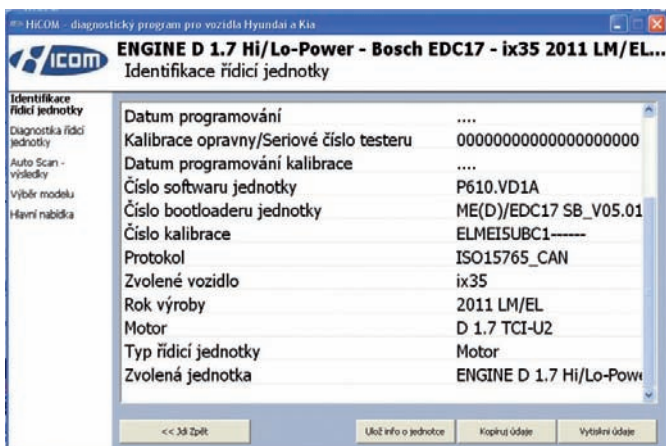 HiCOM - diagnostický program pro vozidla Hyundai a Kia
HICOM
ENGINE D 1.7 Hi/Lo-Power - Bosch EDC17 - ix35 2011 LM/EL...
Identifikace řídicí jednotky
Identifikace
řídicí jednotky
Diagnostika řídicí
jednotky
Auto Scan -
výsledky
Výběr modelu
Hlavní nabídka
Datum programování ....
Kalibrace opravny/Seriové číslo testeru 00000000000000000000
Datum programování kalibrace ....
Číslo softwaru jednotky P610.VD1A
Číslo bootloaderu jednotky ME(D)/EDC17 SB_V05.01
Číslo kalibrace ELMEI5UBC1------
Protokol ISO15765_CAN
Zvolené vozidlo ix35
Rok výroby 2011 LM/EL
Motor D 1.7 TCI-U2
Typ řídicí jednotky Motor
Zvolená jednotka ENGINE D 1.7 Hi/Lo-Powe
<< Jdi Zpět
Ulož info o jednotce
Kopíruj údaje
Vytiskni údaje